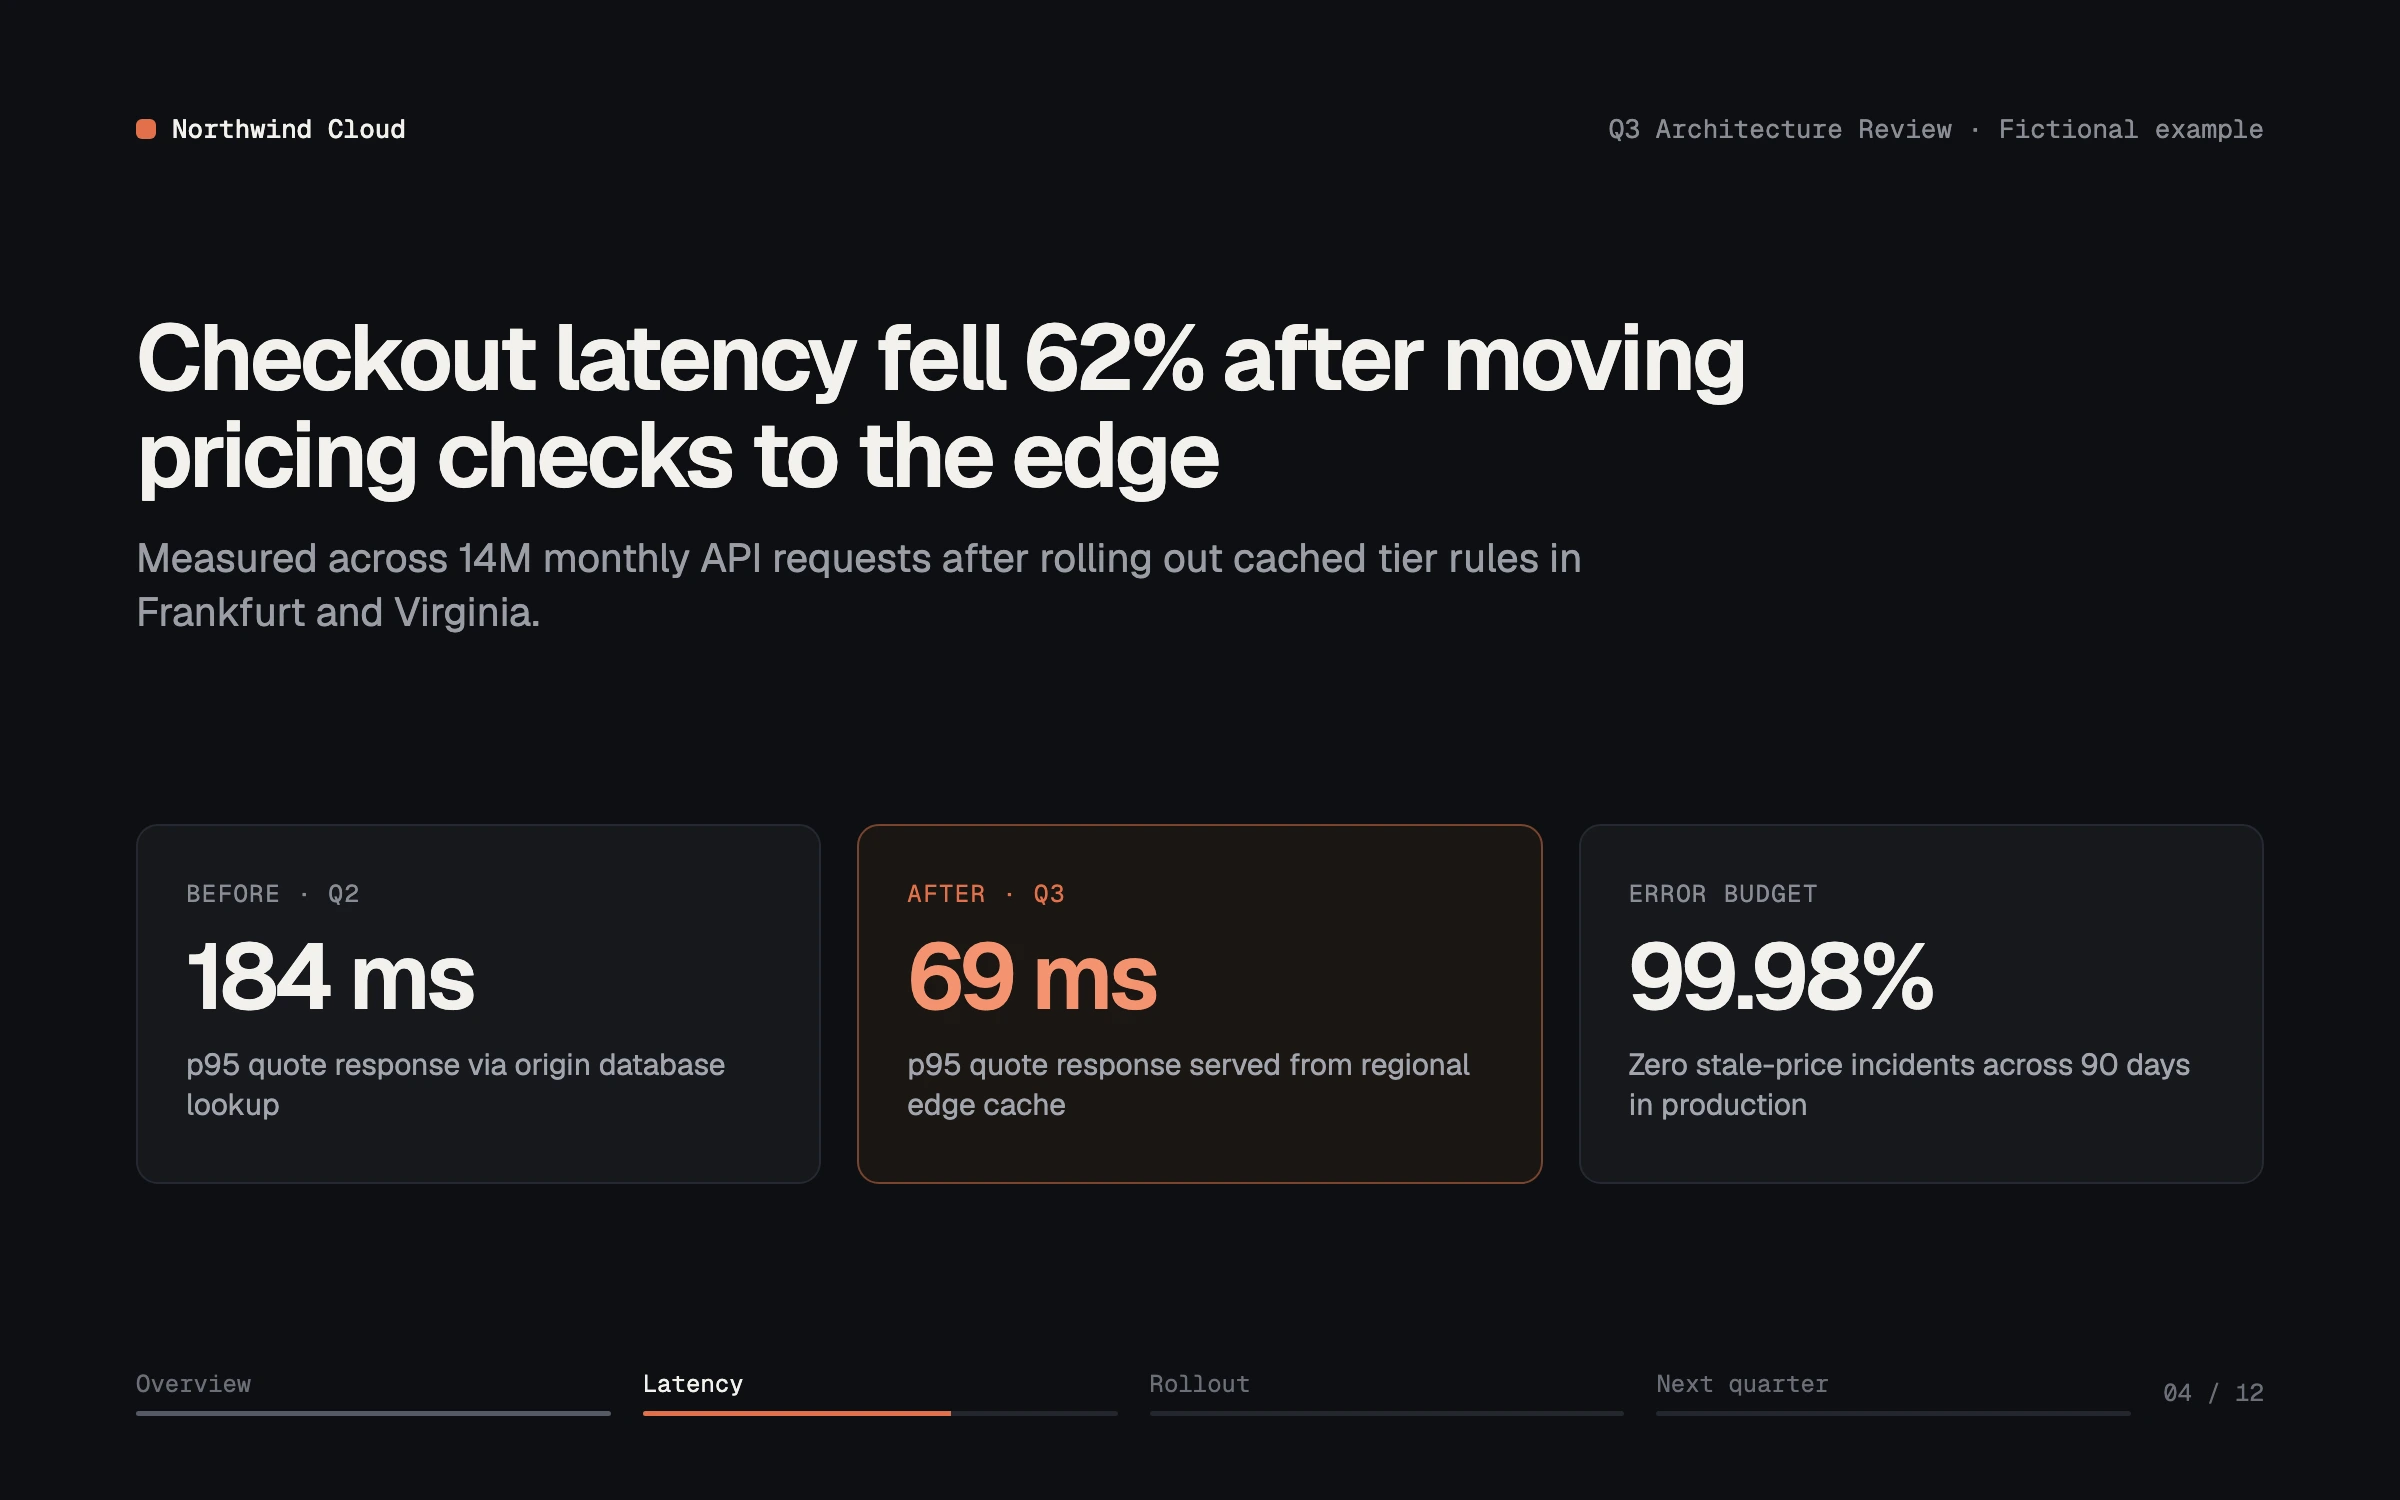 Northwind Cloud
Q3 Architecture Review · Fictional example
Checkout latency fell 62% after moving
pricing checks to the edge
Measured across 14M monthly API requests after rolling out cached tier rules in
Frankfurt and Virginia.
BEFORE · Q2
184 ms
p95 quote response via origin database
lookup
AFTER · Q3
69 ms
p95 quote response served from regional
edge cache
ERROR BUDGET
99.98%
Zero stale-price incidents across 90 days
in production
Overview
Latency
Rollout
Next quarter
04 / 12